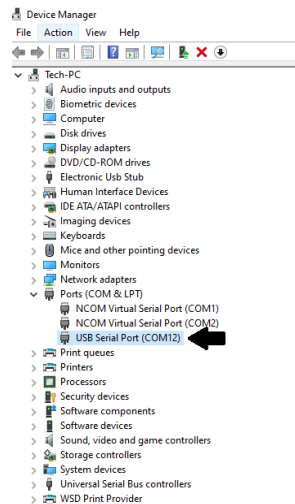 Device Manager
File Action View Help
Tech-PC
Audio inputs and outputs
Biometric devices
Computer
Disk drives
Display adapters
DVD/CD-ROM drives
Electronic Usb Stub
Human Interface Devices
IDE ATA/ATAPI controllers
Imaging devices
Keyboards
Mice and other pointing devices
Monitors
Network adapters
Ports (COM & LPT)
NCOM Virtual Serial Port (COM1)
NCOM Virtual Serial Port (COM2)
USB Serial Port (COM12)
Print queues
Printers
Processors
Security devices
Software components
Software devices
Sound, video and game controllers
Storage controllers
System devices
Universal Serial Bus controllers
WSD Print Provider